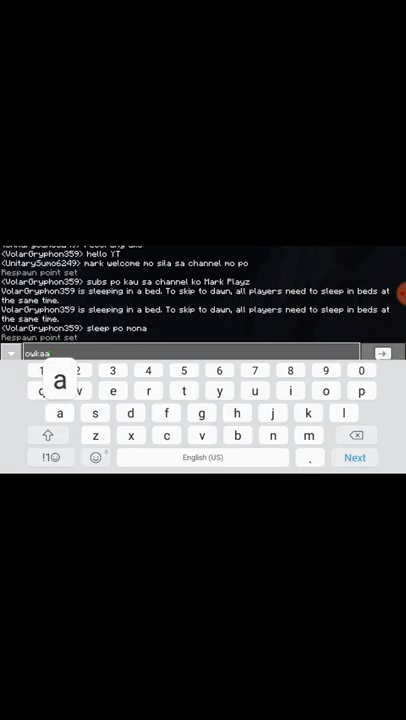 <VolarGryphon359> hello YT
<UnitarySumo6249> mark welcome mo sila sa channel mo po
Respawn point set
<VolarGryphon359> subs po kau sa channel ko Mark Playz
VolarGryphon359 is sleeping in a bed. To skip to dawn, all players need to sleep in beds at
the same time.
VolarGryphon359 is sleeping in a bed. To skip to dawn, all players need to sleep in beds at
the same time.
<VolarGryphon359> sleep po mona
Respawn point set
owkaa
a
1 2 3 4 5 6 7 8 9 0
q w e r t y u i o p
a s d f g h j k l
z x c v b n m
!1☺ English (US) . Next